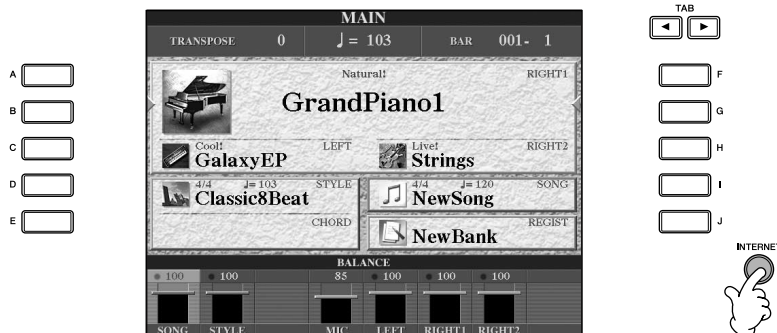 MAIN
TAB
TRANSPOSE 0 ♩= 103 BAR 001- 1
A
F
Natural! RIGHT1
GrandPiano1
B
G
C
H
Cool! LEFT Live! RIGHT2
GalaxyEP Strings
D
I
4/4 ♩=103 STYLE 4/4 ♩=120 SONG
Classic8Beat NewSong
E
J
CHORD REGIST
NewBank
INTERNET
BALANCE
100 100 85 100 100 100
SONG STYLE MIC LEFT RIGHT1 RIGHT2